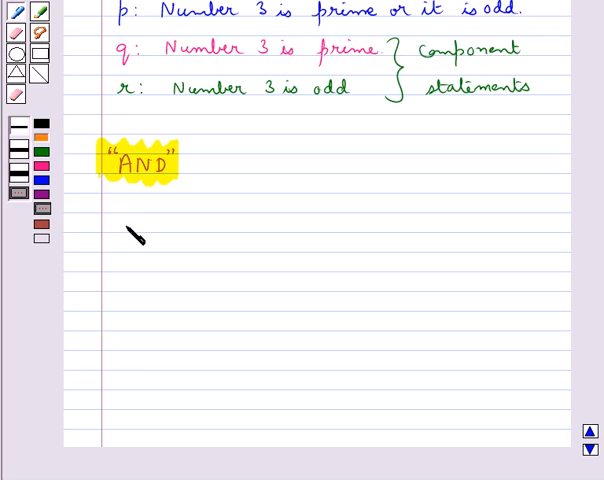 p: Number 3 is prime or it is odd.
q: Number 3 is prime. } component
r: Number 3 is odd } statements
"AND"